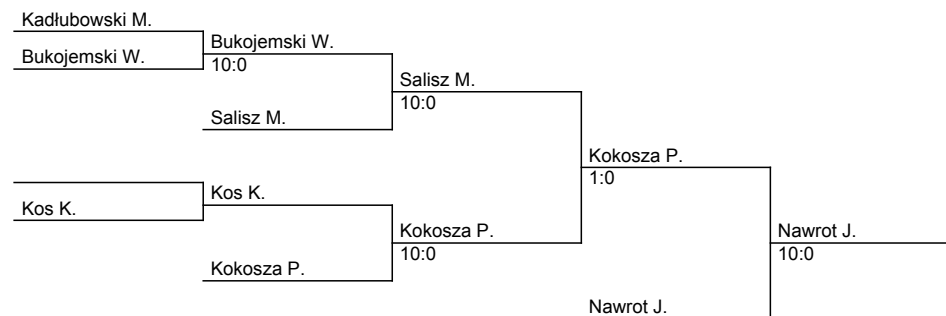 Kadłubowski M.
Bukojemski W.
Bukojemski W.
10:0
Salisz M.
Salisz M.
10:0
Kos K.
Kos K.
Kokosza P.
Kokosza P.
10:0
Kokosza P.
1:0
Nawrot J.
Nawrot J.
10:0